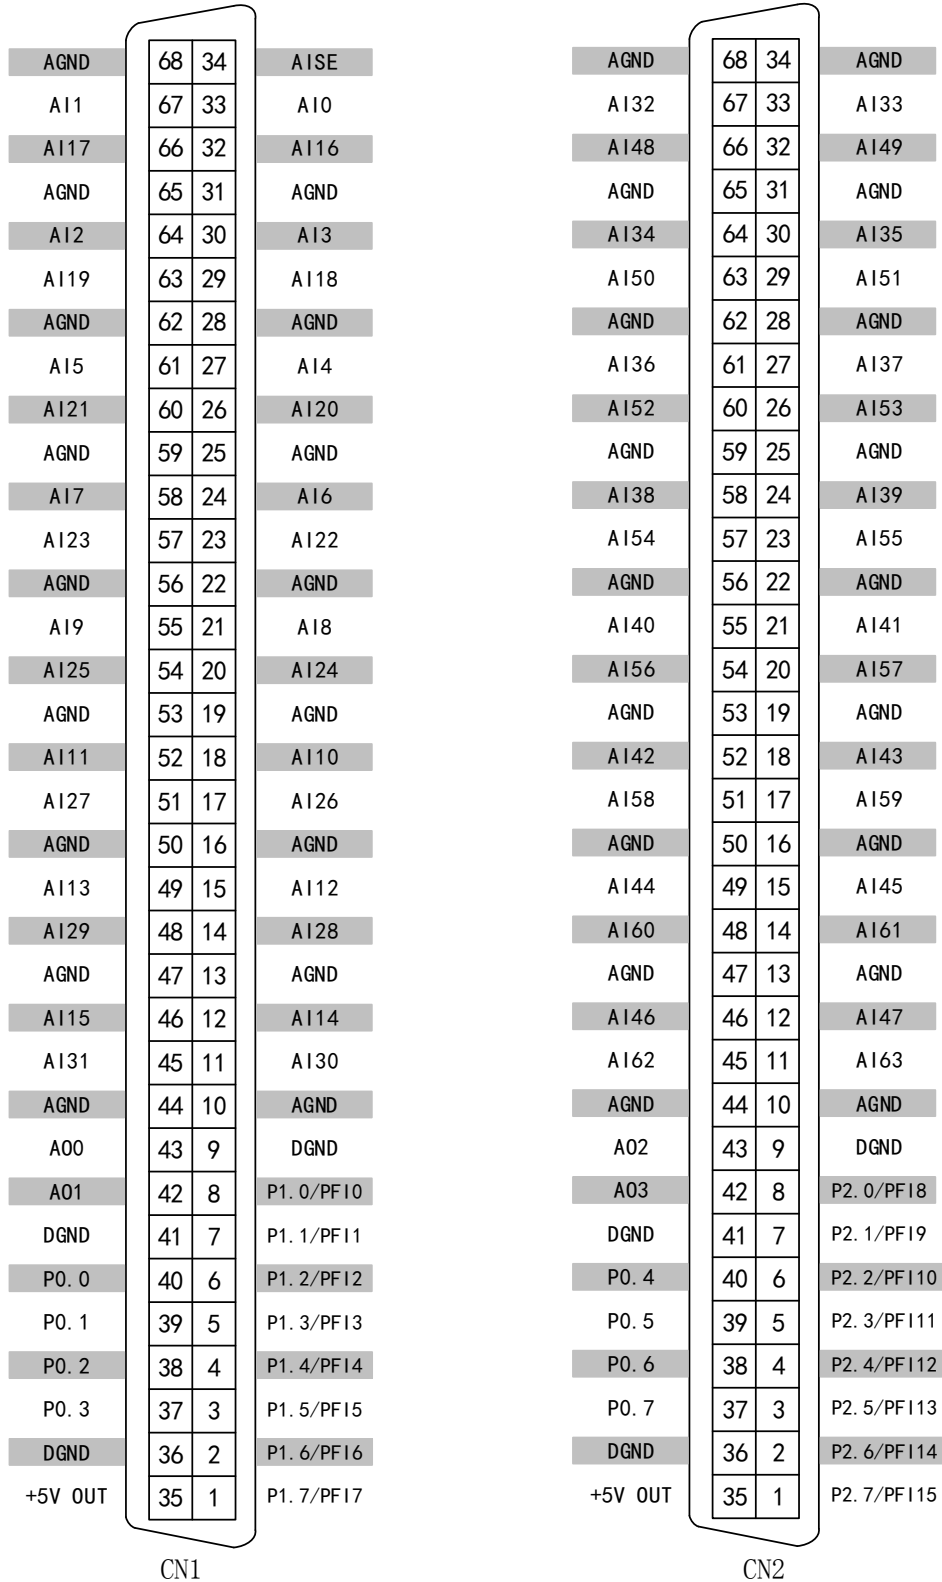 AGND 68 34 AISE AGND 68 34 AGND
AI1 67 33 AI0 AI32 67 33 AI33
AI17 66 32 AI16 AI48 66 32 AI49
AGND 65 31 AGND AGND 65 31 AGND
AI2 64 30 AI3 AI34 64 30 AI35
AI19 63 29 AI18 AI50 63 29 AI51
AGND 62 28 AGND AGND 62 28 AGND
AI5 61 27 AI4 AI36 61 27 AI37
AI21 60 26 AI20 AI52 60 26 AI53
AGND 59 25 AGND AGND 59 25 AGND
AI7 58 24 AI6 AI38 58 24 AI39
AI23 57 23 AI22 AI54 57 23 AI55
AGND 56 22 AGND AGND 56 22 AGND
AI9 55 21 AI8 AI40 55 21 AI41
AI25 54 20 AI24 AI56 54 20 AI57
AGND 53 19 AGND AGND 53 19 AGND
AI11 52 18 AI10 AI42 52 18 AI43
AI27 51 17 AI26 AI58 51 17 AI59
AGND 50 16 AGND AGND 50 16 AGND
AI13 49 15 AI12 AI44 49 15 AI45
AI29 48 14 AI28 AI60 48 14 AI61
AGND 47 13 AGND AGND 47 13 AGND
AI15 46 12 AI14 AI46 46 12 AI47
AI31 45 11 AI30 AI62 45 11 AI63
AGND 44 10 AGND AGND 44 10 AGND
AO0 43 9 DGND AO2 43 9 DGND
AO1 42 8 P1.0/PFI0 AO3 42 8 P2.0/PFI8
DGND 41 7 P1.1/PFI1 DGND 41 7 P2.1/PFI9
P0.0 40 6 P1.2/PFI2 P0.4 40 6 P2.2/PFI10
P0.1 39 5 P1.3/PFI3 P0.5 39 5 P2.3/PFI11
P0.2 38 4 P1.4/PFI4 P0.6 38 4 P2.4/PFI12
P0.3 37 3 P1.5/PFI5 P0.7 37 3 P2.5/PFI13
DGND 36 2 P1.6/PFI6 DGND 36 2 P2.6/PFI14
+5V OUT 35 1 P1.7/PFI7 +5V OUT 35 1 P2.7/PFI15
CN1 CN2